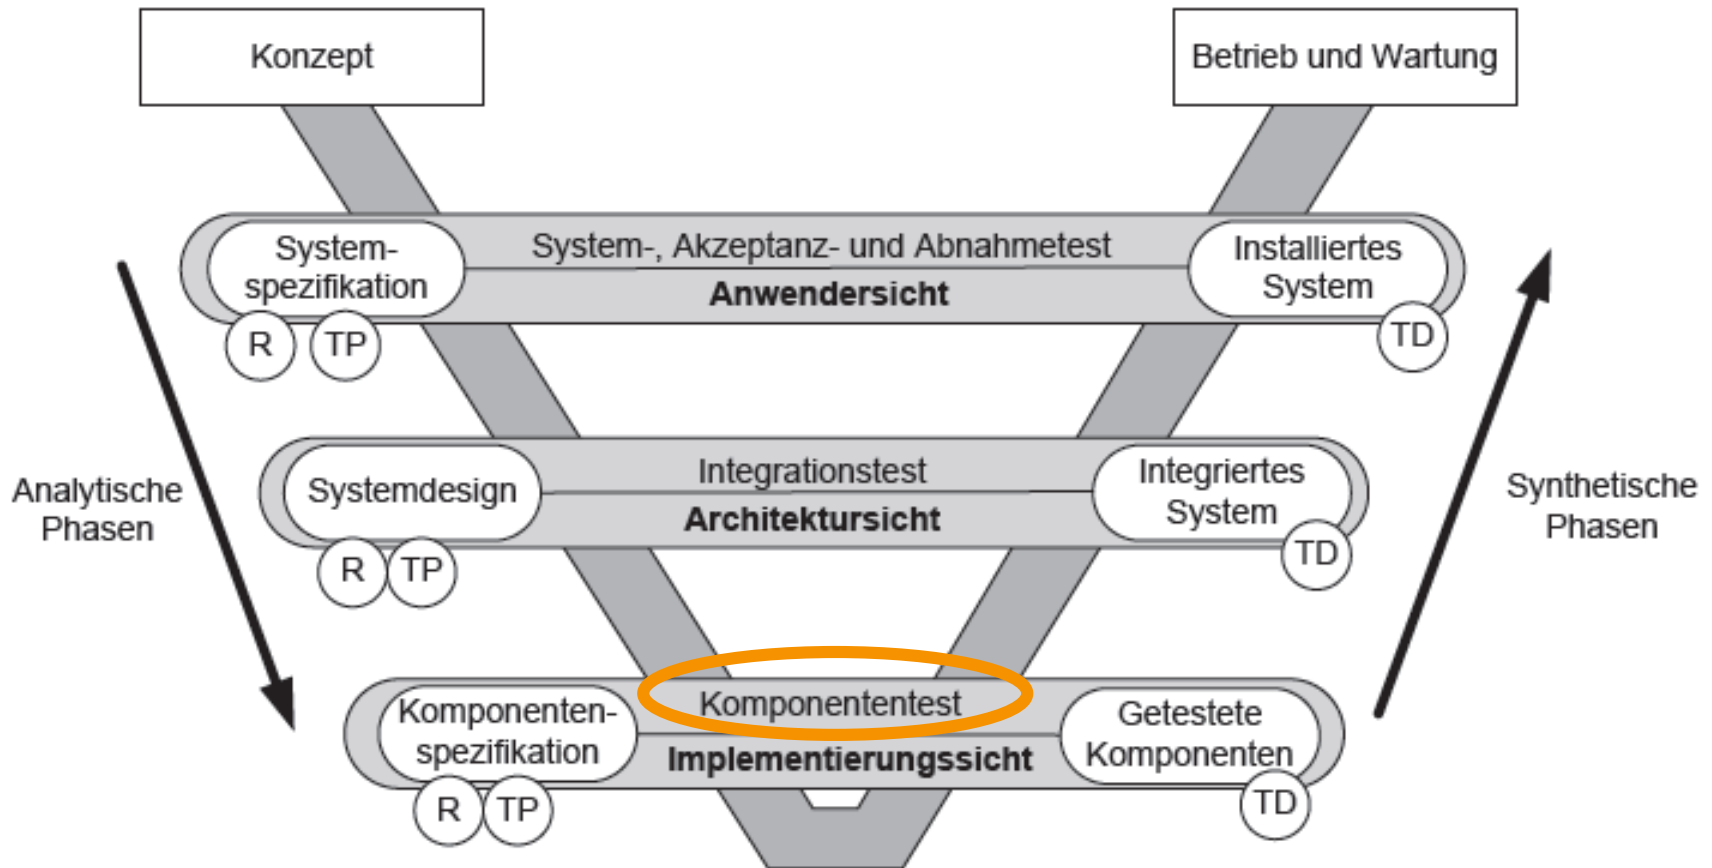 Konzept
Betrieb und Wartung
System-
spezifikation
System-, Akzeptanz- und Abnahmetest
Anwendersicht
Installiertes
System
R
TP
TD
Analytische
Phasen
Systemdesign
Integrationstest
Architektursicht
Integriertes
System
Synthetische
Phasen
R
TP
TD
Komponenten-
spezifikation
Komponententest
Implementierungssicht
Getestete
Komponenten
R
TP
TD